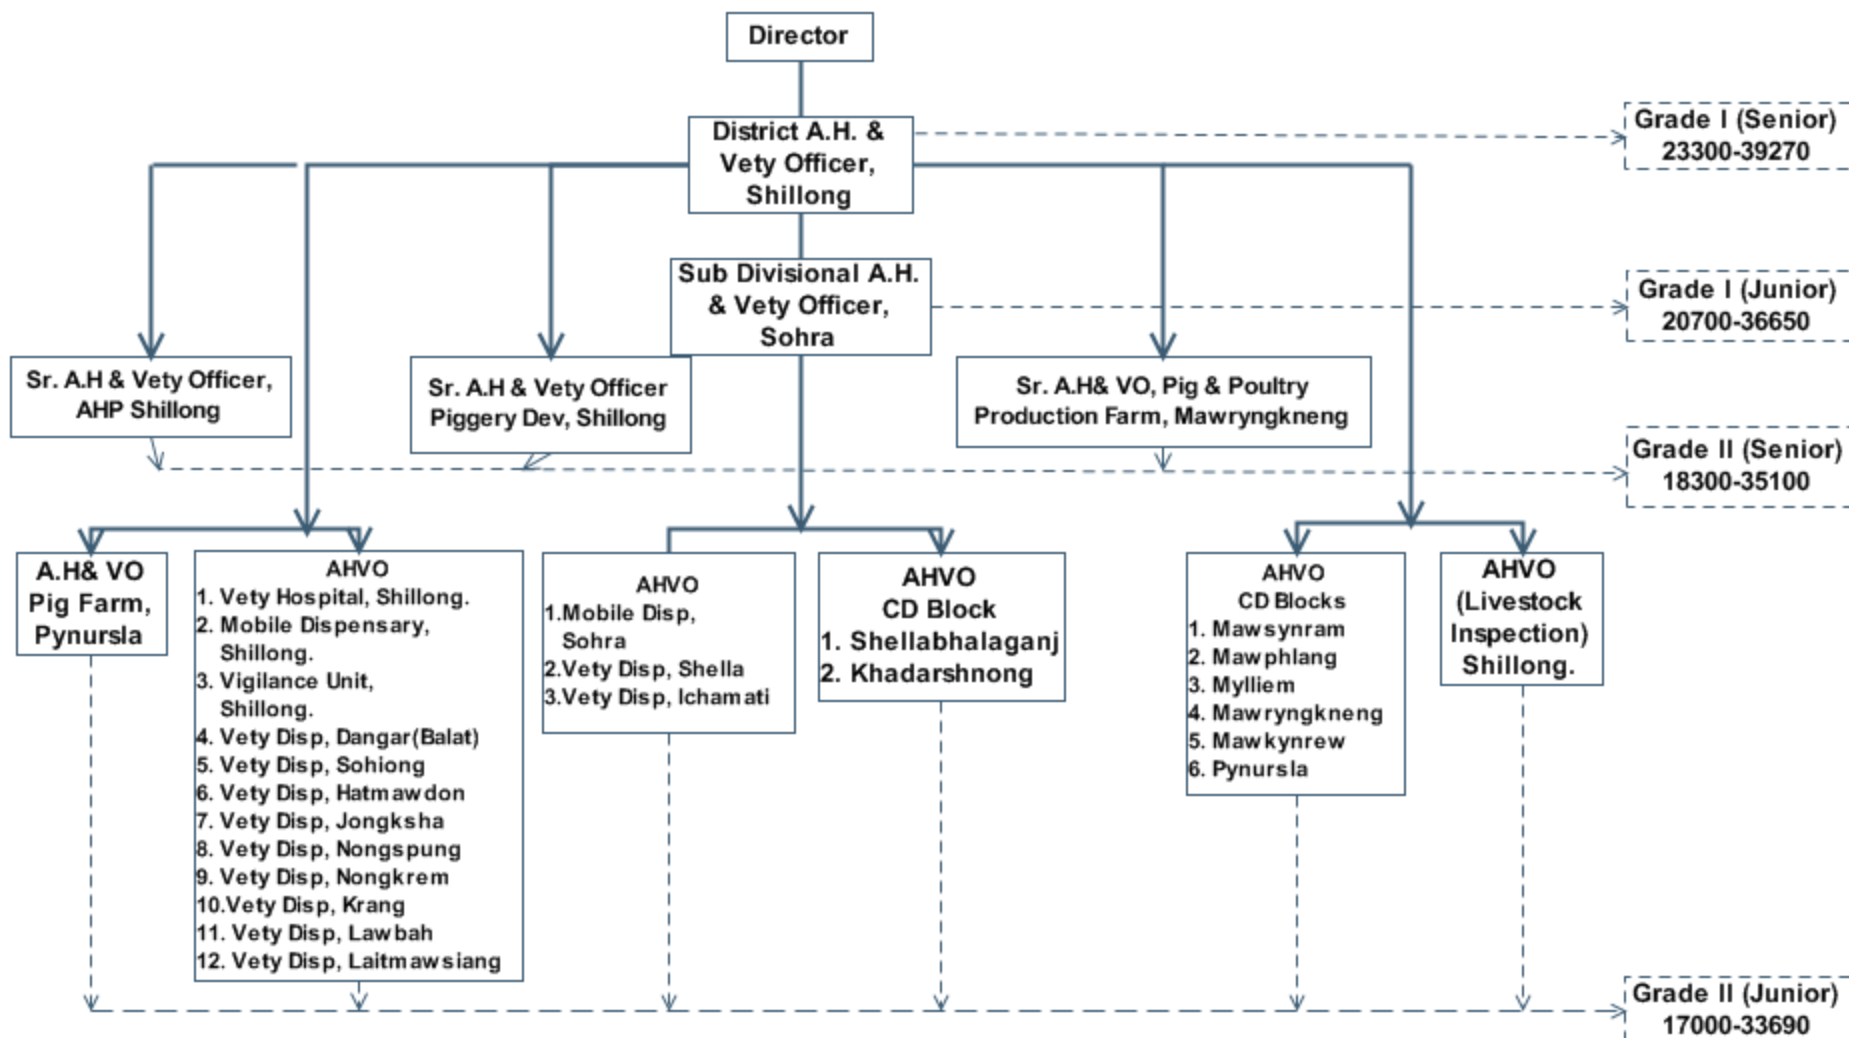 Director
District A.H. &
Vety Officer,
Shillong
Grade I (Senior)
23300-39270
Sub Divisional A.H.
& Vety Officer,
Sohra
Grade I (Junior)
20700-36650
Sr. A.H & Vety Officer,
AHP Shillong
Sr. A.H & Vety Officer
Piggery Dev, Shillong
Sr. A.H& VO, Pig & Poultry
Production Farm, Mawryngkneng
Grade II (Senior)
18300-35100
A.H& VO
Pig Farm,
Pynursla
AHVO
1. Vety Hospital, Shillong.
2. Mobile Dispensary,
Shillong.
3. Vigilance Unit,
Shillong.
4. Vety Disp, Dangar(Balat)
5. Vety Disp, Sohiong
6. Vety Disp, Hatmawdon
7. Vety Disp, Jongksha
8. Vety Disp, Nongspung
9. Vety Disp, Nongkrem
10.Vety Disp, Krang
11. Vety Disp, Lawbah
12. Vety Disp, Laitmawsiang
AHVO
1.Mobile Disp,
Sohra
2.Vety Disp, Shella
3.Vety Disp, Ichamati
AHVO
CD Block
1. Shellabhalaganj
2. Khadarshnong
AHVO
CD Blocks
1. Mawsynram
2. Mawphlang
3. Mylliem
4. Mawryngkneng
5. Mawkynrew
6. Pynursla
AHVO
(Livestock
Inspection)
Shillong.
Grade II (Junior)
17000-33690